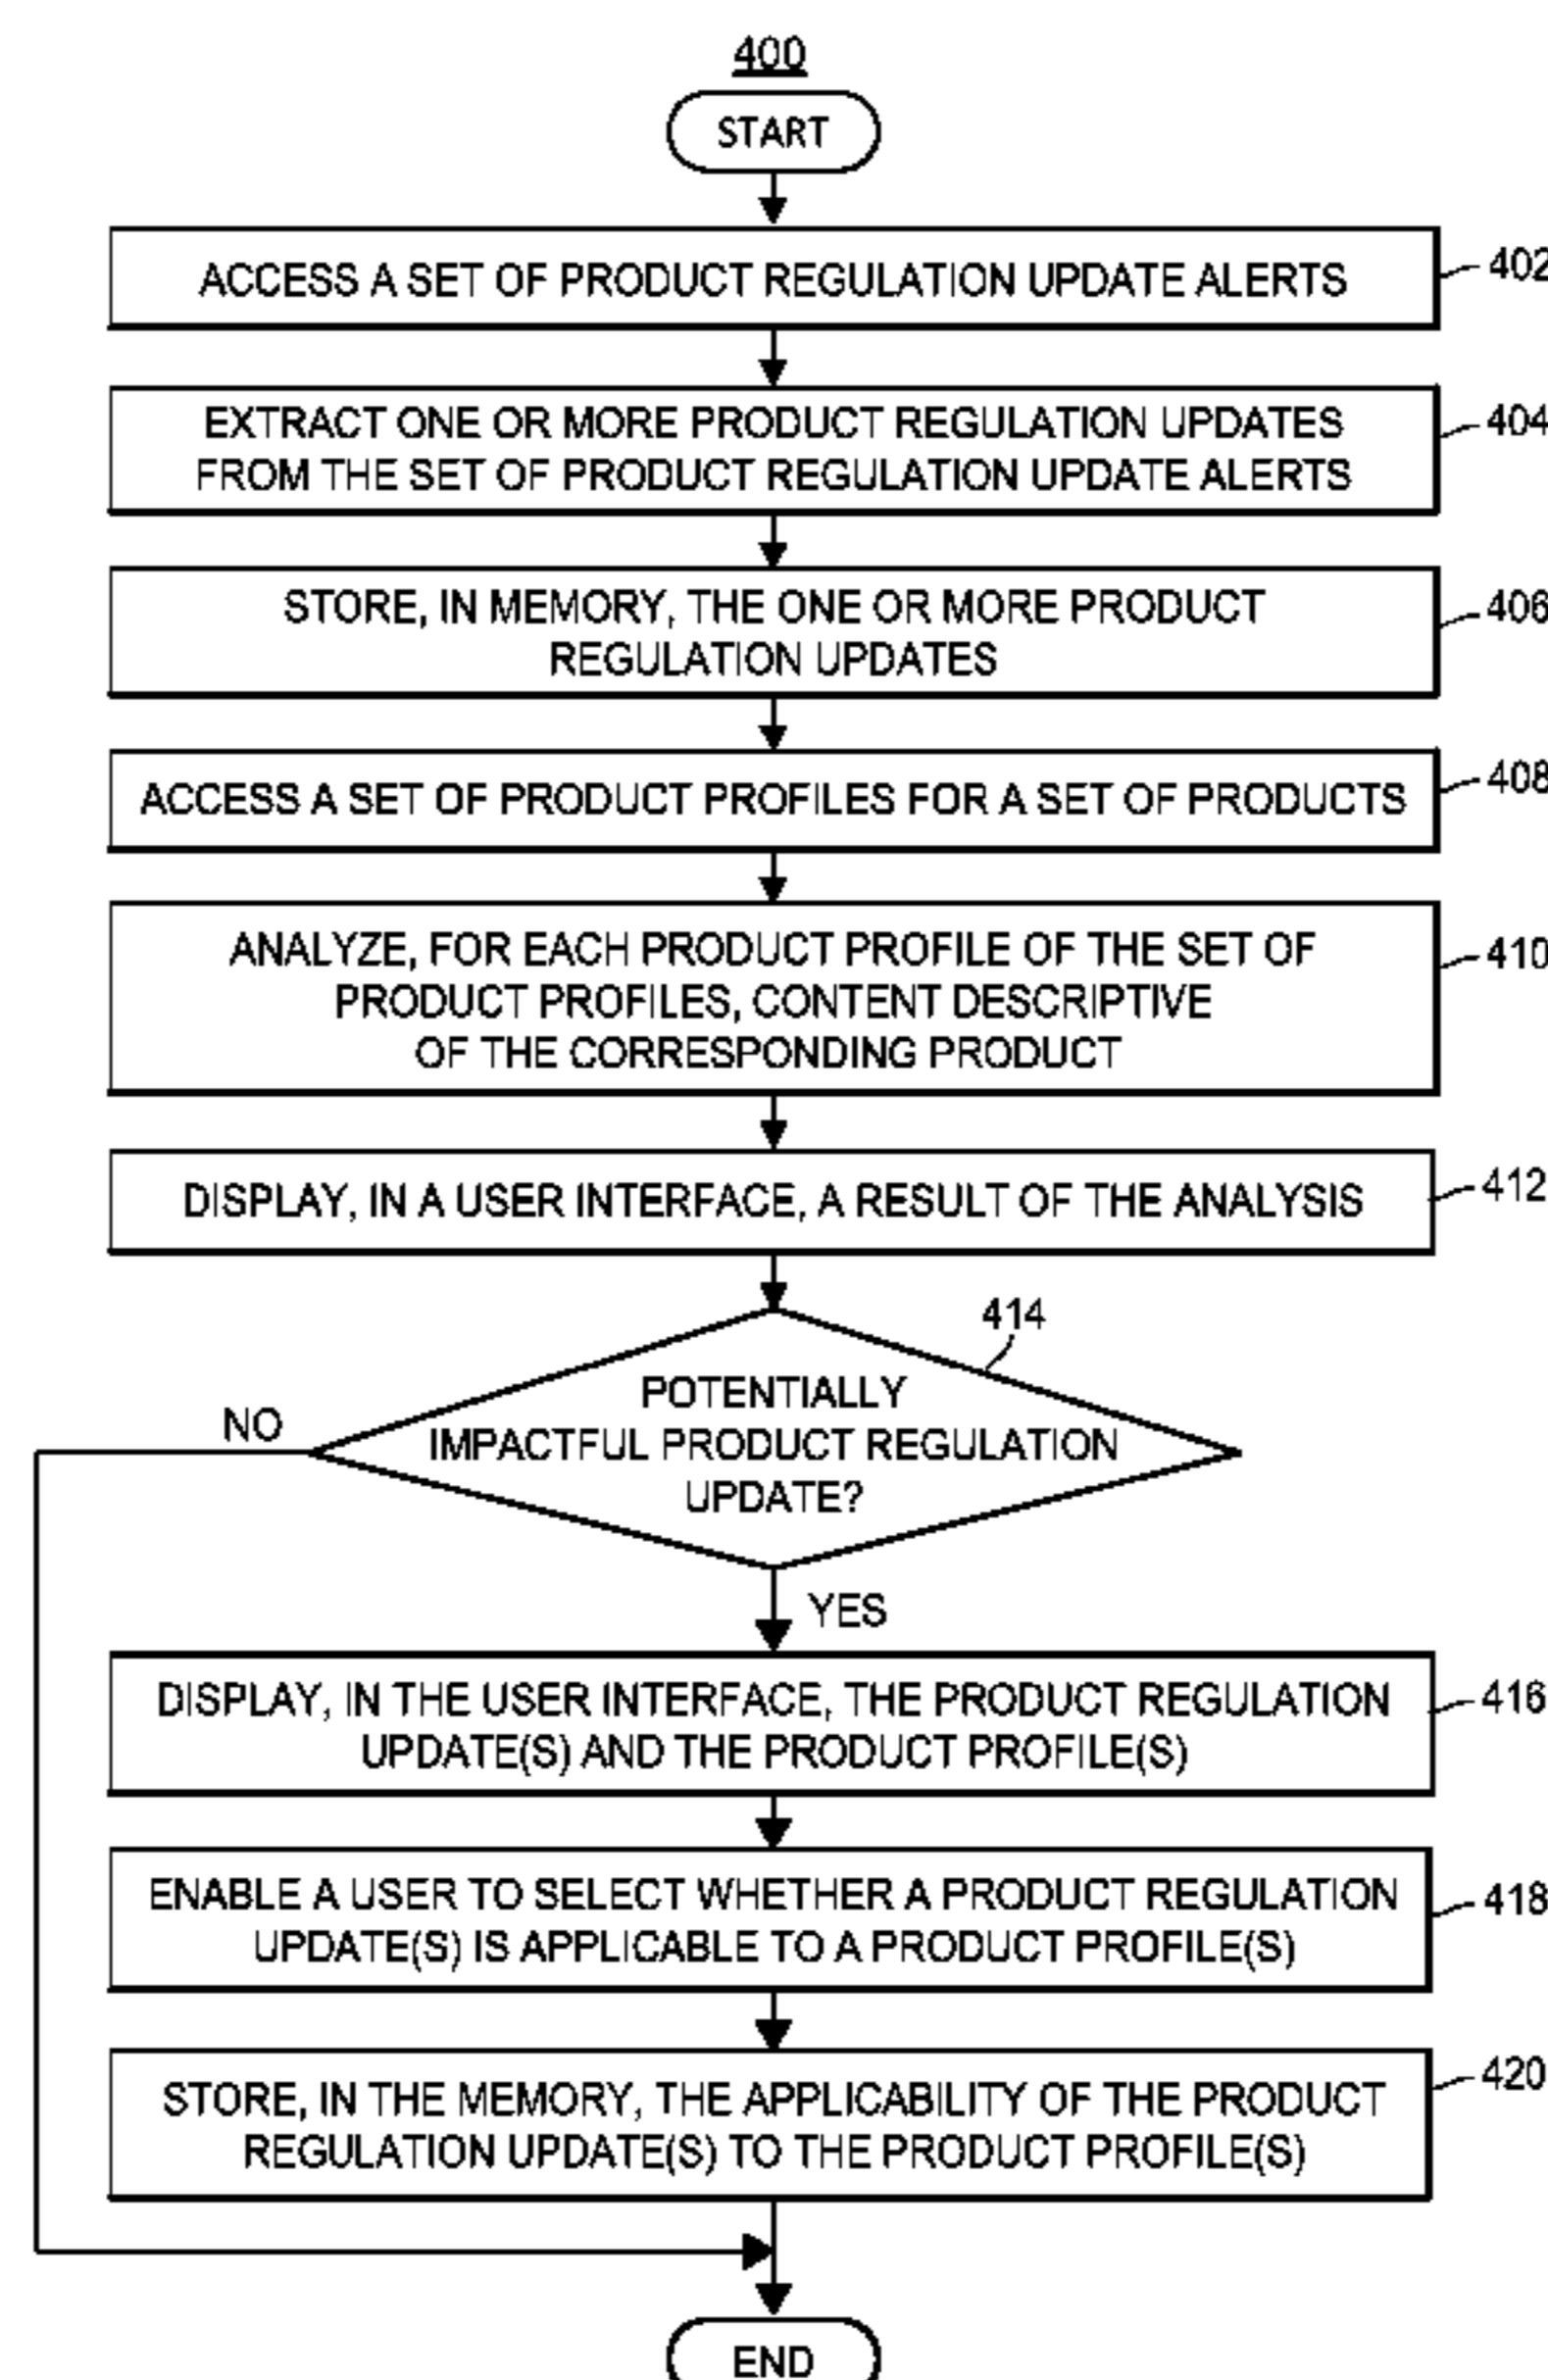 400
START
ACCESS A SET OF PRODUCT REGULATION UPDATE ALERTS
402
EXTRACT ONE OR MORE PRODUCT REGULATION UPDATES
FROM THE SET OF PRODUCT REGULATION UPDATE ALERTS
404
STORE, IN MEMORY, THE ONE OR MORE PRODUCT
REGULATION UPDATES
406
ACCESS A SET OF PRODUCT PROFILES FOR A SET OF PRODUCTS
408
ANALYZE, FOR EACH PRODUCT PROFILE OF THE SET OF
PRODUCT PROFILES, CONTENT DESCRIPTIVE
OF THE CORRESPONDING PRODUCT
410
DISPLAY, IN A USER INTERFACE, A RESULT OF THE ANALYSIS
412
414
POTENTIALLY
IMPACTFUL PRODUCT REGULATION
UPDATE?
NO
YES
DISPLAY, IN THE USER INTERFACE, THE PRODUCT REGULATION
UPDATE(S) AND THE PRODUCT PROFILE(S)
416
ENABLE A USER TO SELECT WHETHER A PRODUCT REGULATION
UPDATE(S) IS APPLICABLE TO A PRODUCT PROFILE(S)
418
STORE, IN THE MEMORY, THE APPLICABILITY OF THE PRODUCT
REGULATION UPDATE(S) TO THE PRODUCT PROFILE(S)
420
END